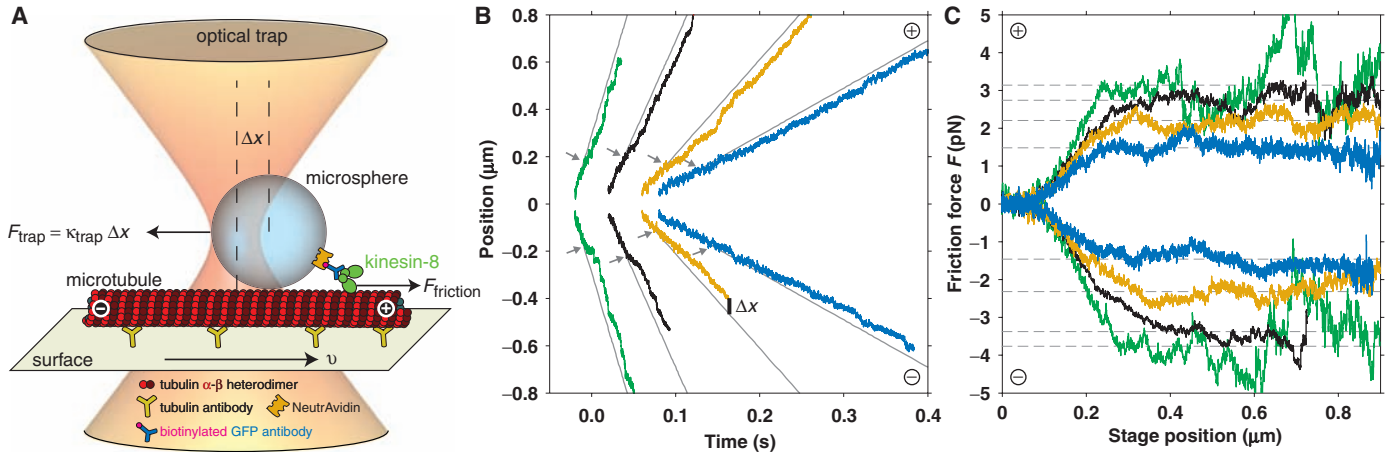 A
optical trap
Δx
microsphere
F_trap = κ_trap Δx
kinesin-8
microtubule
F_friction
−
+
surface
υ
tubulin α-β heterodimer
tubulin antibody
NeutrAvidin
biotinylated GFP antibody
B
Position (µm)
0.8
0.6
0.4
0.2
0.0
−0.2
−0.4
−0.6
−0.8
+
Δx
−
0.0
0.1
0.2
0.3
0.4
Time (s)
C
Friction force F (pN)
5
4
3
2
1
0
−1
−2
−3
−4
−5
+
−
0
0.2
0.4
0.6
0.8
Stage position (µm)